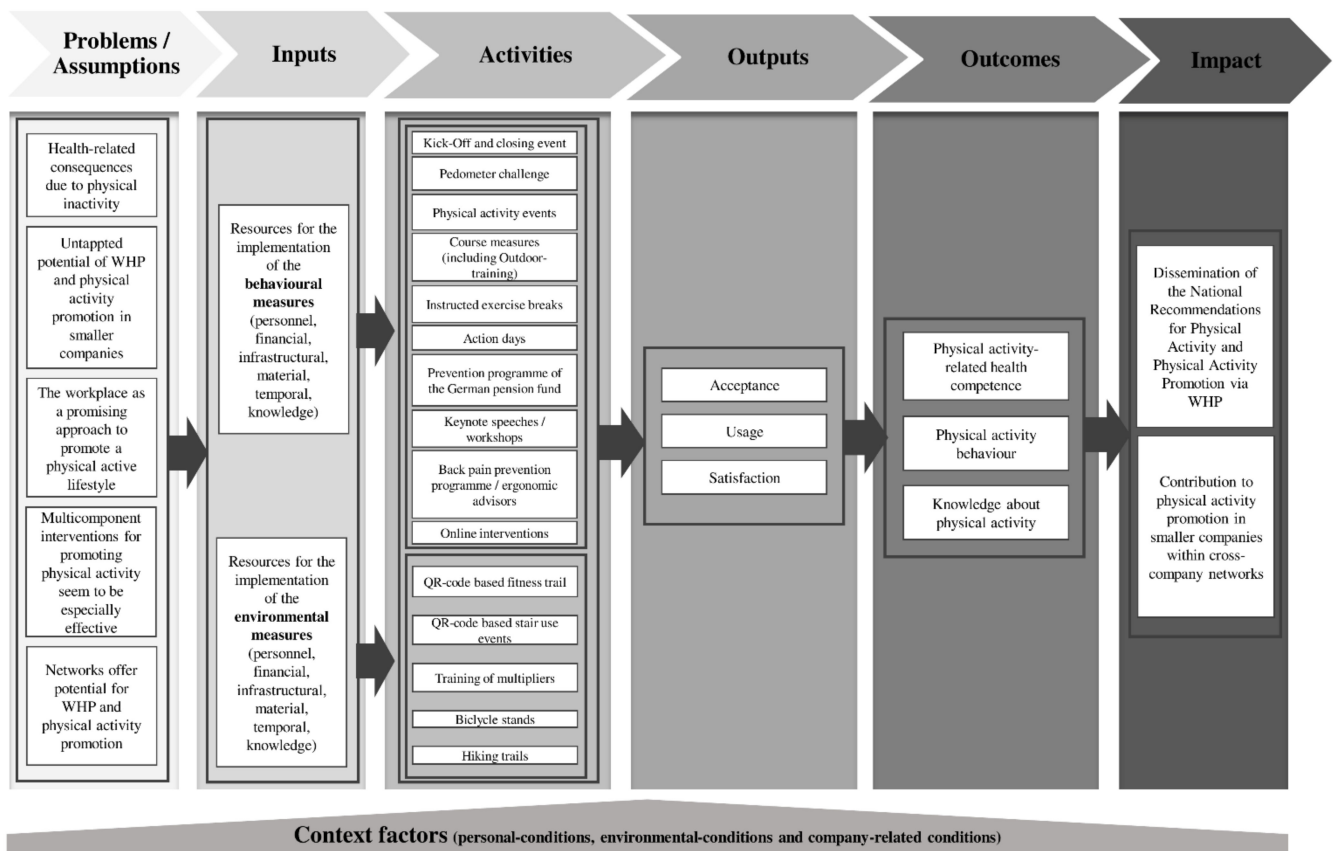 Problems /
Assumptions
Inputs
Activities
Outputs
Outcomes
Impact
Health-related
consequences
due to physical
inactivity
Untappted
potential of WHP
and physical
activity
promotion in
smaller
companies
The workplace as
a promising
approach to
promote a
physical active
lifestyle
Multicomponent
interventions for
promoting
physical activity
seem to be
especially
effective
Networks offer
potential for
WHP and
physical activity
promotion
Resources for the
implementation
of the
behavioural
measures
(personnel,
financial,
infrastructural,
material,
temporal,
knowledge)
Resources for the
implementation
of the
environmental
measures
(personnel,
financial,
infrastructural,
material,
temporal,
knowledge)
Kick-Off and closing event
Pedometer challenge
Physical activity events
Course measures
(including Outdoor-
training)
Instructed exercise breaks
Action days
Prevention programme of
the German pension fund
Keynote speeches /
workshops
Back pain prevention
programme / ergonomic
advisors
Online interventions
QR-code based fitness trail
QR-code based stair use
events
Training of multipliers
Biclycle stands
Hiking trails
Acceptance
Usage
Satisfaction
Physical activity-
related health
competence
Physical activity
behaviour
Knowledge about
physical activity
Dissemination of
the National
Recommendations
for Physical
Activity and
Physical Activity
Promotion via
WHP
Contribution to
physical activity
promotion in
smaller companies
within cross-
company networks
Context factors (personal-conditions, environmental-conditions and company-related conditions)